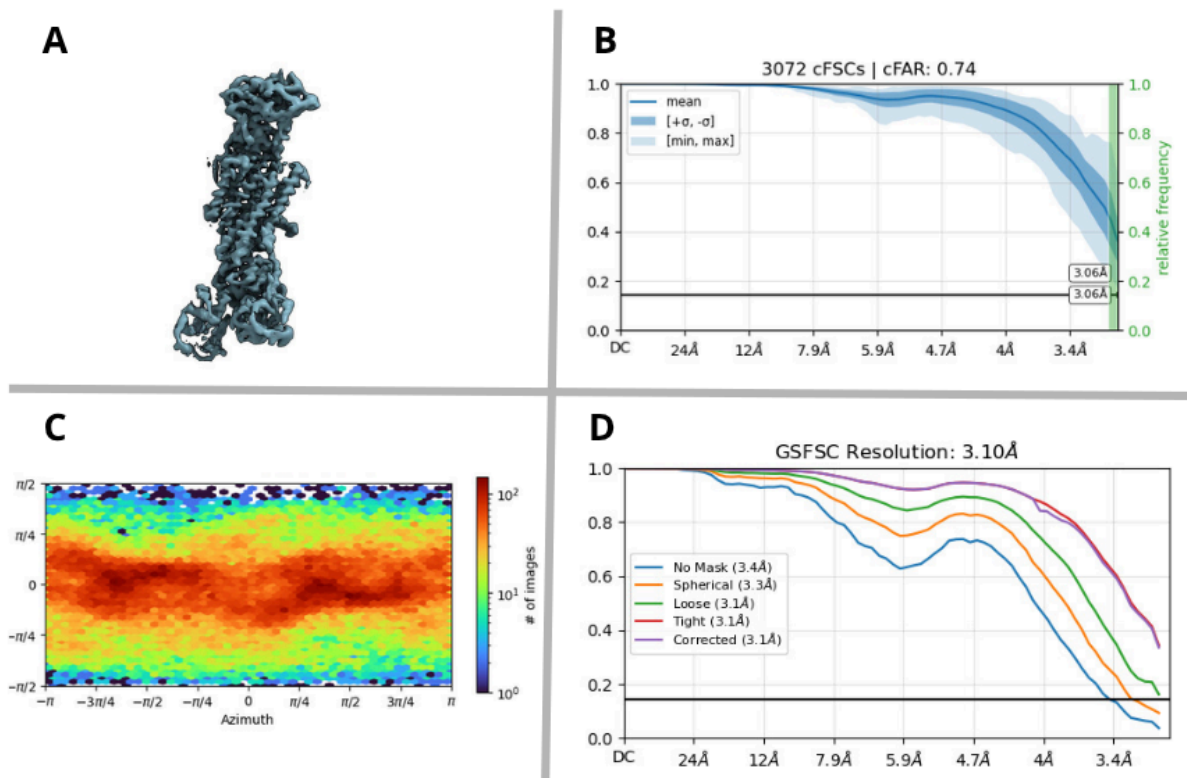 A
B
3072 cFSCs | cFAR: 0.74
1.0
0.8
0.6
0.4
0.2
0.0
mean
[+σ, -σ]
[min, max]
1.0
0.8
0.6
0.4
0.2
0.0
relative frequency
3.06Å
3.06Å
DC
24Å
12Å
7.9Å
5.9Å
4.7Å
4Å
3.4Å
C
π/2
π/4
0
−π/4
−π/2
−π
−3π/4
−π/2
−π/4
0
π/4
π/2
3π/4
π
Azimuth
10²
10¹
10⁰
# of images
D
GSFSC Resolution: 3.10Å
1.0
0.8
0.6
0.4
0.2
0.0
No Mask (3.4Å)
Spherical (3.3Å)
Loose (3.1Å)
Tight (3.1Å)
Corrected (3.1Å)
DC
24Å
12Å
7.9Å
5.9Å
4.7Å
4Å
3.4Å